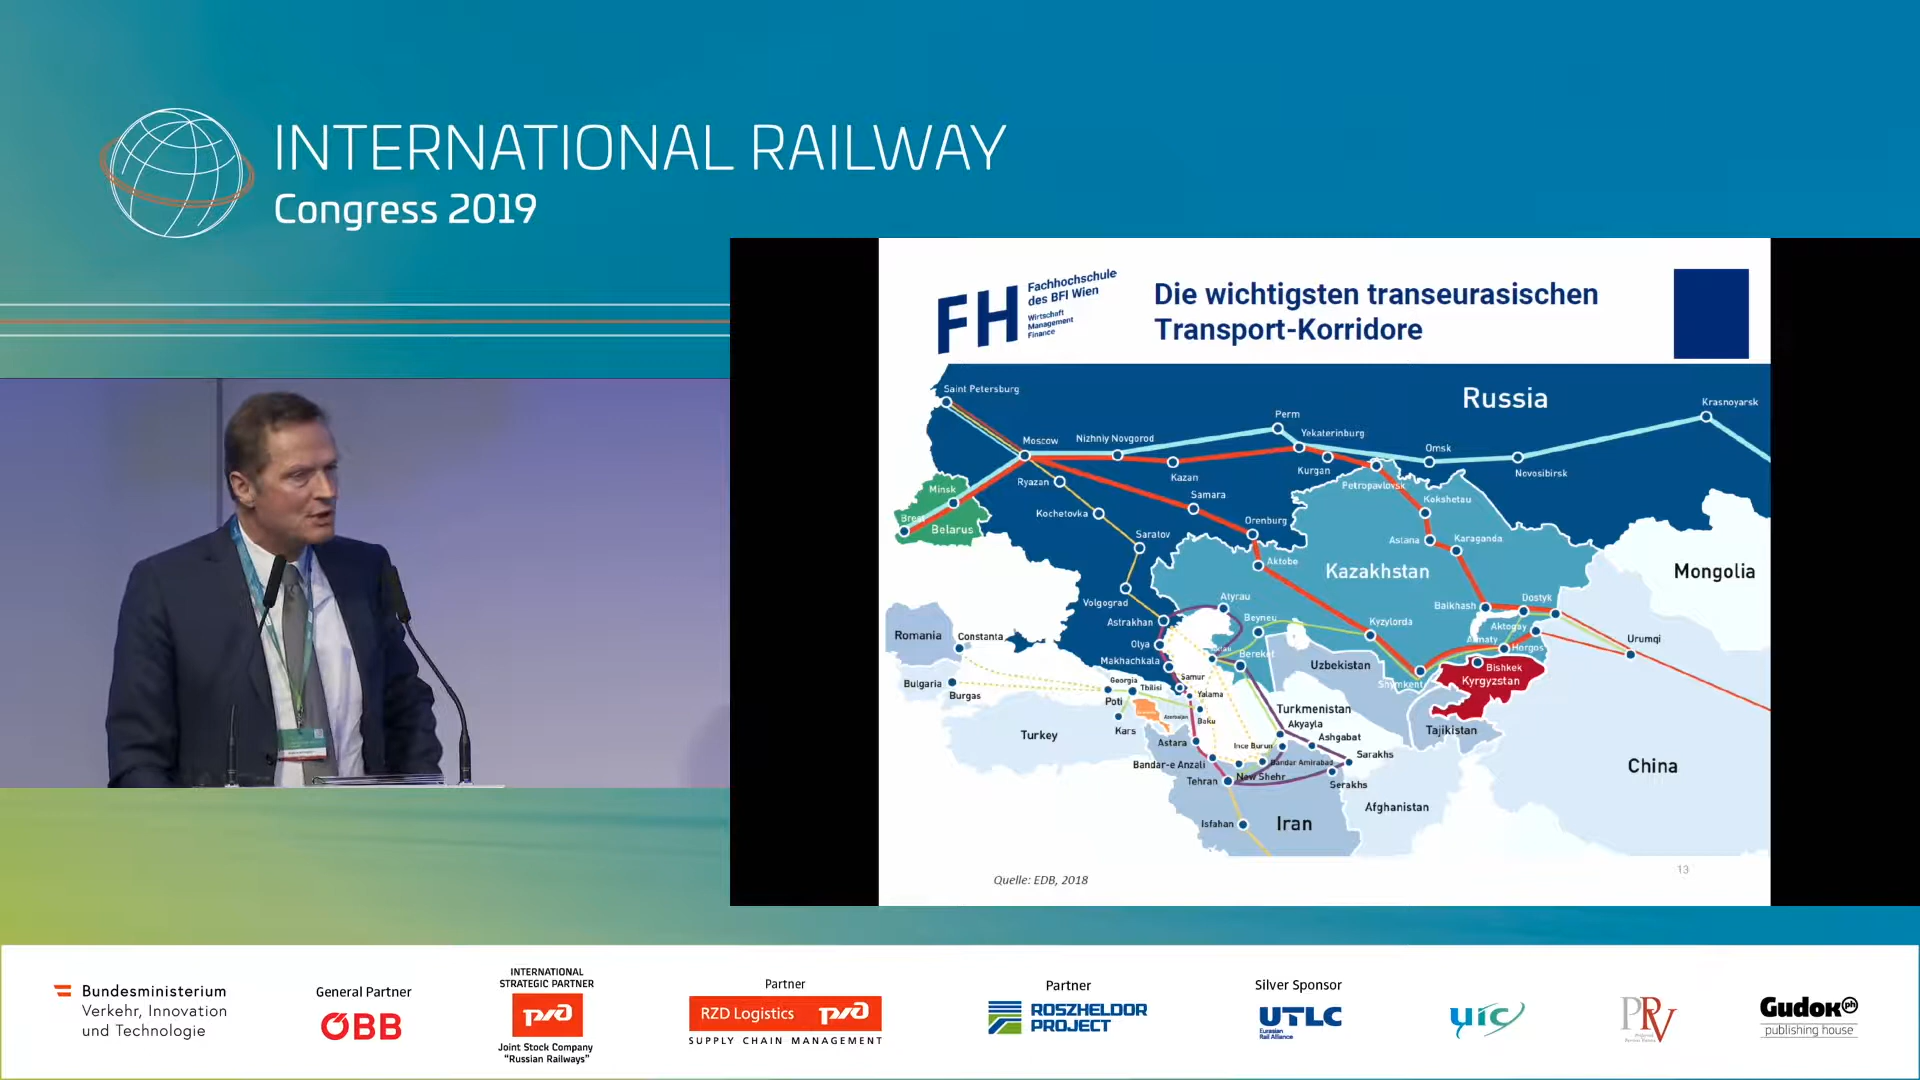 INTERNATIONAL RAILWAY
Congress 2019
FH
Fachhochschule
des BFI Wien
Wirtschaft
Management
Finance
Die wichtigsten transeurasischen
Transport-Korridore
Saint Petersburg
Russia
Krasnoyarsk
Perm
Yekaterinburg
Moscow
Nizhniy Novgorod
Omsk
Kazan
Kurgan
Novosibirsk
Ryazan
Petropavlovsk
Minsk
Samara
Kokshetau
Kochetovka
Brest
Belarus
Orenburg
Saratov
Astana
Karaganda
Aktobe
Kazakhstan
Mongolia
Volgograd
Atyrau
Balkhash
Dostyk
Astrakhan
Beyneu
Kyzylorda
Aktogay
Romania
Constanta
Olya
Almaty
Horgos
Urumqi
Makhachkala
Bereket
Uzbekistan
Bishkek
Kyrgyzstan
Bulgaria
Burgas
Georgia
Tbilisi
Samur
Yalama
Shymkent
Poti
Azerbaijan
Baku
Turkmenistan
Kars
Akyayla
Tajikistan
Turkey
Astara
Ince Burun
Ashgabat
Bandar-e Anzali
Bandar Amirabad
Sarakhs
China
Tehran
Now Shehr
Serakhs
Afghanistan
Isfahan
Iran
Quelle: EDB, 2018
13
Bundesministerium
Verkehr, Innovation
und Technologie
General Partner
ÖBB
INTERNATIONAL
STRATEGIC PARTNER
Joint Stock Company
"Russian Railways"
Partner
RZD Logistics
SUPPLY CHAIN MANAGEMENT
Partner
ROSZHELDOR
PROJECT
Silver Sponsor
UTLC
Eurasian
Rail Alliance
uic
PRV
Gudok ph
publishing house